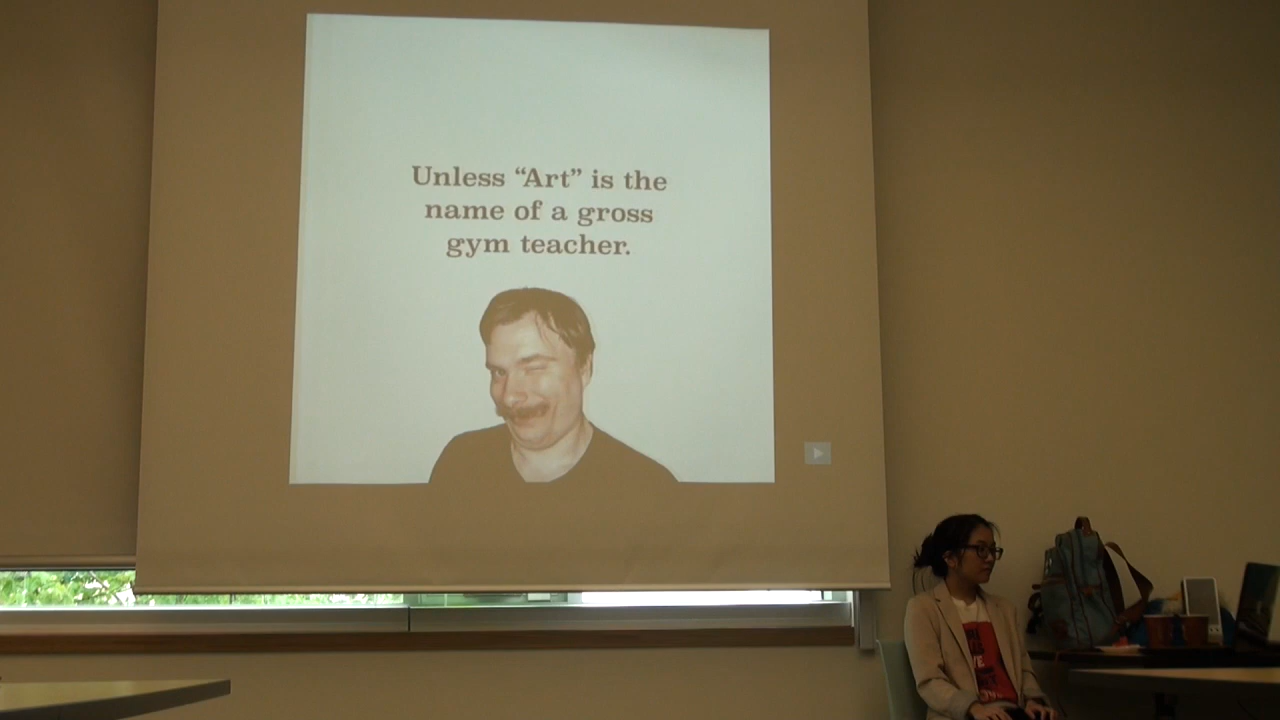 Unless “Art” is the
name of a gross
gym teacher.